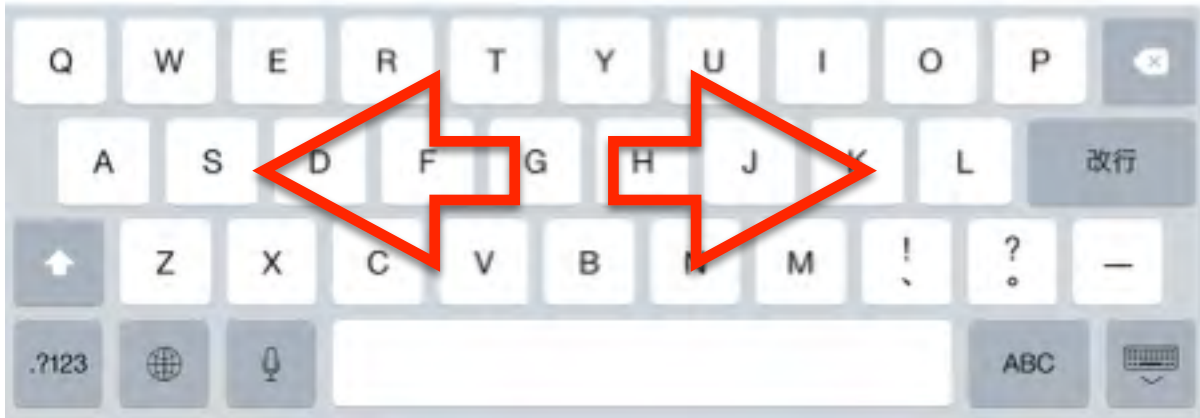 Q W E R T Y U I O P
A S D F G H J K L 改行
Z X C V B N M ! 、 ? 。 ー
.?123 ABC